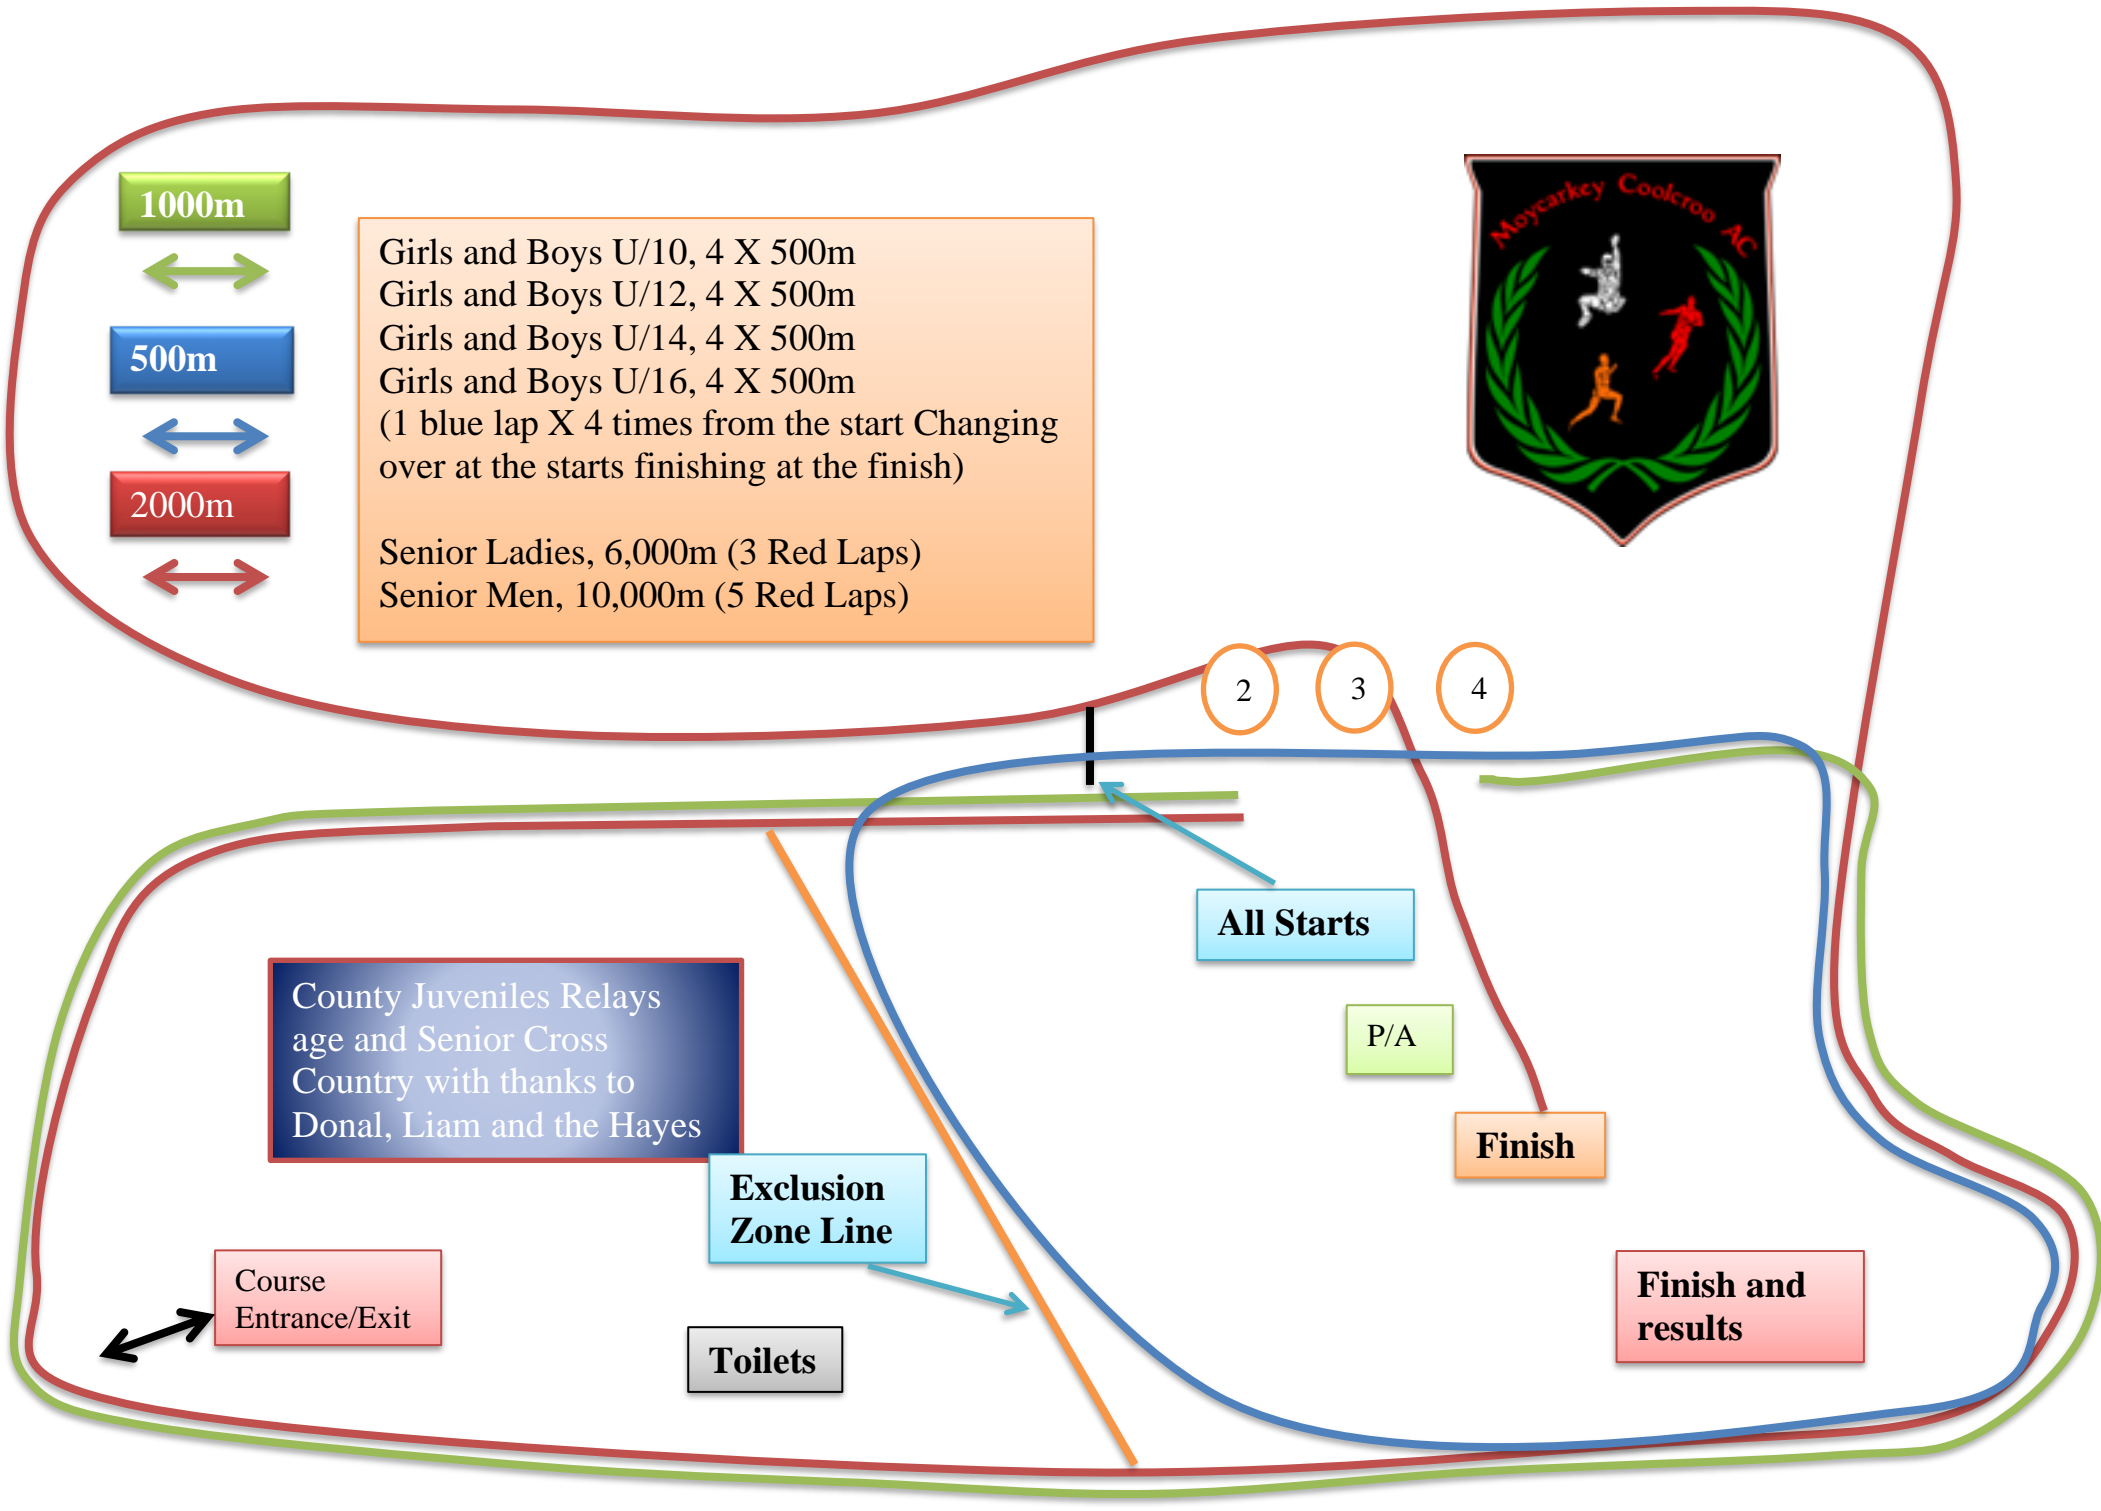 Moycarkey Coolcroo AC
1000m
500m
2000m
Girls and Boys U/10, 4 X 500m
Girls and Boys U/12, 4 X 500m
Girls and Boys U/14, 4 X 500m
Girls and Boys U/16, 4 X 500m
(1 blue lap X 4 times from the start Changing
over at the starts finishing at the finish)
Senior Ladies, 6,000m (3 Red Laps)
Senior Men, 10,000m (5 Red Laps)
2
3
4
All Starts
County Juveniles Relays
age and Senior Cross
Country with thanks to
Donal, Liam and the Hayes
P/A
Finish
Exclusion
Zone Line
Course
Entrance/Exit
Toilets
Finish and
results